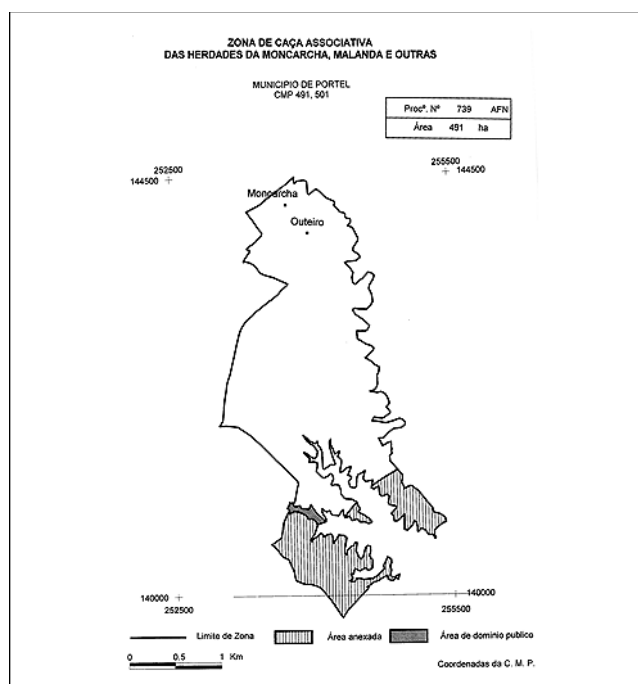 ZONA DE CAÇA ASSOCIATIVA
DAS HERDADES DA MONCARCHA, MALANDA E OUTRAS
MUNICIPIO DE PORTEL
CMP 491, 501
Procº. Nº 739 AFN
Área 491 ha
252500
144500
255500
144500
Moncarcha
Outeiro
140000
252500
140000
255500
Limite de Zona
Área anexada
Área de dominio publico
0 0.5 1 Km
Coordenadas da C. M. P.